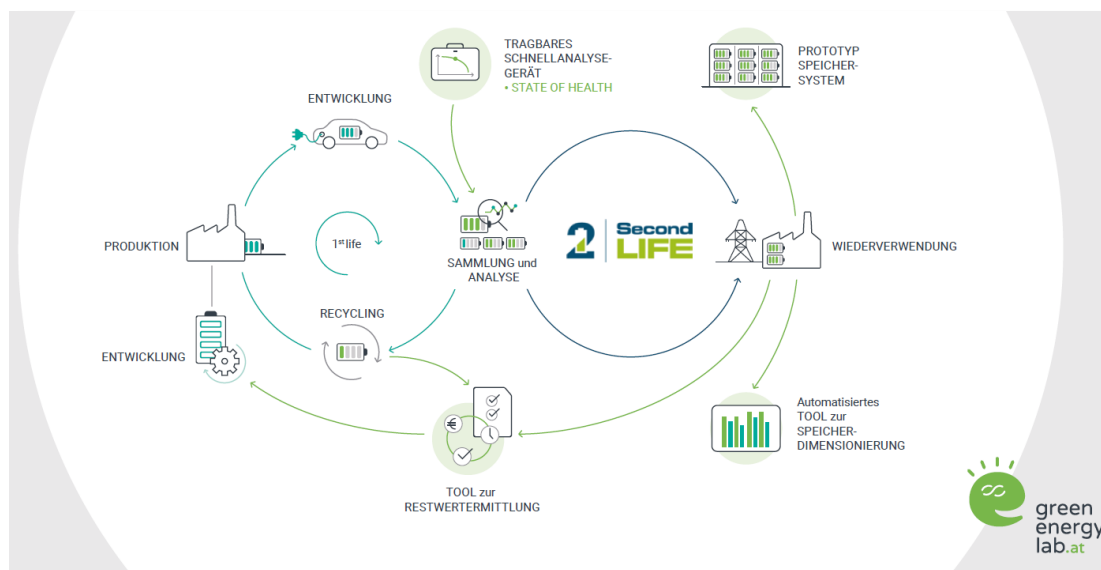 TRAGBARES
SCHNELLANALYSE-
GERÄT
• STATE OF HEALTH
PROTOTYP
SPEICHER-
SYSTEM
ENTWICKLUNG
PRODUKTION
1st life
SAMMLUNG und
ANALYSE
2 Second
LIFE
WIEDERVERWENDUNG
RECYCLING
ENTWICKLUNG
€
TOOL zur
RESTWERTERMITTLUNG
Automatisiertes
TOOL zur
SPEICHER-
DIMENSIONIERUNG
green
energy
lab.at